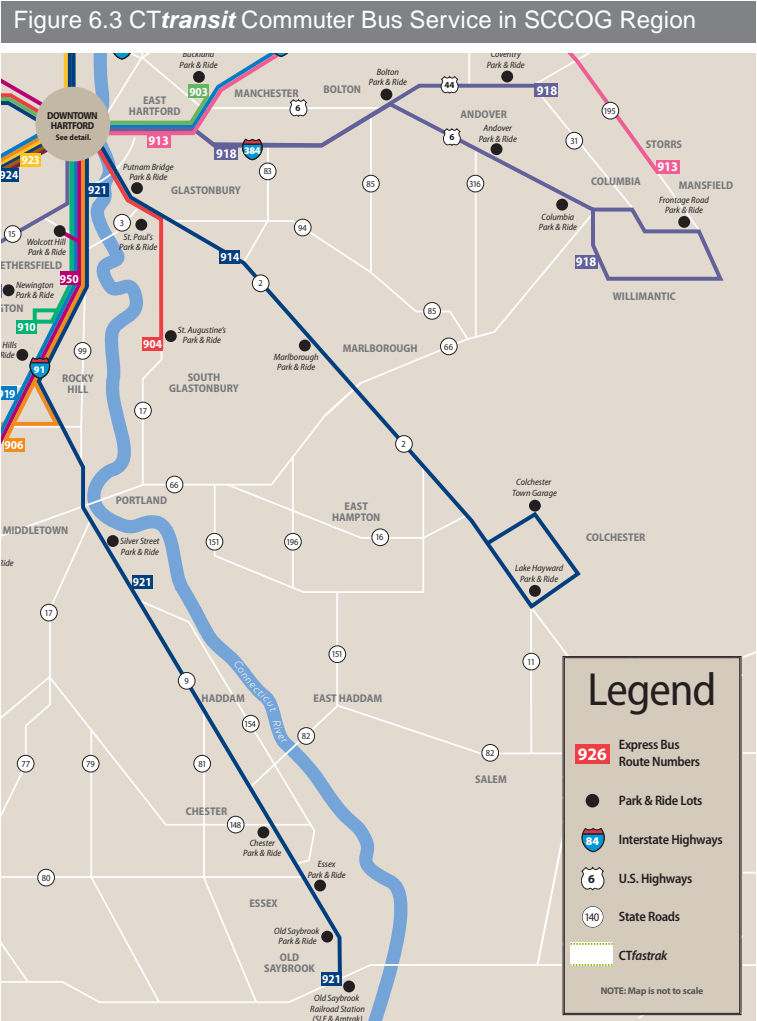 Figure 6.3 CTtransit Commuter Bus Service in SCCOG Region
Buckland
Park & Ride
903
EAST
HARTFORD
MANCHESTER
6
BOLTON
Bolton
Park & Ride
44
Coventry
Park & Ride
918
195
DOWNTOWN
HARTFORD
See detail.
913
918
384
ANDOVER
6
Andover
Park & Ride
31
STORRS
913
923
924
921
Putnam Bridge
Park & Ride
GLASTONBURY
83
85
316
COLUMBIA
MANSFIELD
Columbia
Park & Ride
Frontage Road
Park & Ride
15
Wolcott Hill
Park & Ride
3
St. Paul's
Park & Ride
94
ETHERSFIELD
914
918
950
2
Newington
Park & Ride
WILLIMANTIC
GTON
910
85
904
St. Augustine's
Park & Ride
Marlborough
Park & Ride
MARLBOROUGH
66
Hills
Ride
99
91
ROCKY
HILL
SOUTH
GLASTONBURY
919
17
906
2
66
Colchester
Town Garage
PORTLAND
EAST
HAMPTON
MIDDLETOWN
Silver Street
Park & Ride
151
196
16
COLCHESTER
Ride
Lake Hayward
Park & Ride
921
17
151
11
9
Connecticut River
HADDAM
EAST HADDAM
154
82
82
77
79
81
SALEM
CHESTER
148
Chester
Park & Ride
Essex
Park & Ride
80
ESSEX
Old Saybrook
Park & Ride
OLD
SAYBROOK
921
Old Saybrook
Railroad Station
(SLE & Amtrak)
Legend
926
Express Bus
Route Numbers
Park & Ride Lots
84
Interstate Highways
6
U.S. Highways
140
State Roads
CTfastrak
NOTE: Map is not to scale